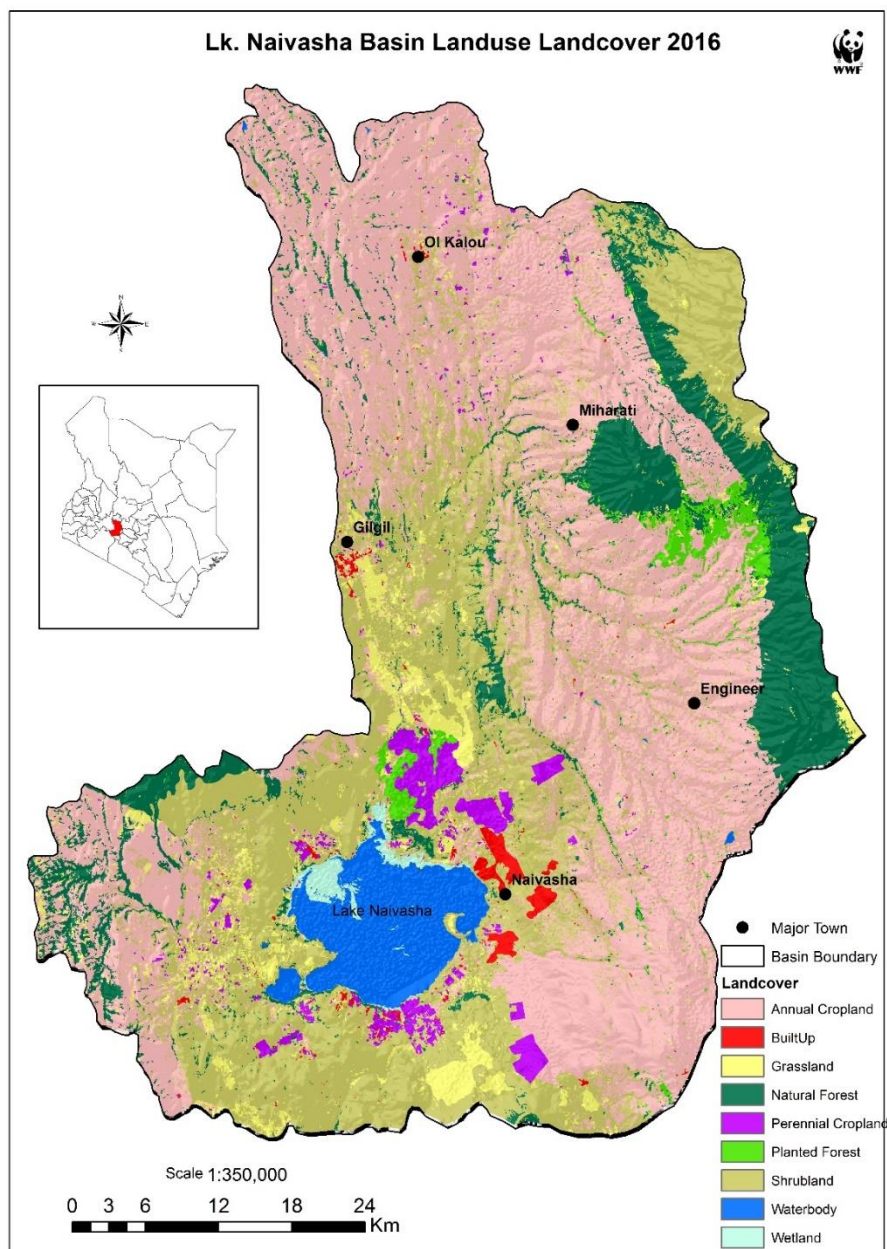 Lk. Naivasha Basin Landuse Landcover 2016
WWF
Ol Kalou
N
W
E
S
Miharati
Gilgil
Engineer
Naivasha
Lake Naivasha
Major Town
Basin Boundary
Landcover
Annual Cropland
BuiltUp
Grassland
Natural Forest
Perennial Cropland
Planted Forest
Shrubland
Waterbody
Wetland
Scale 1:350,000
0 3 6 12 18 24
Km